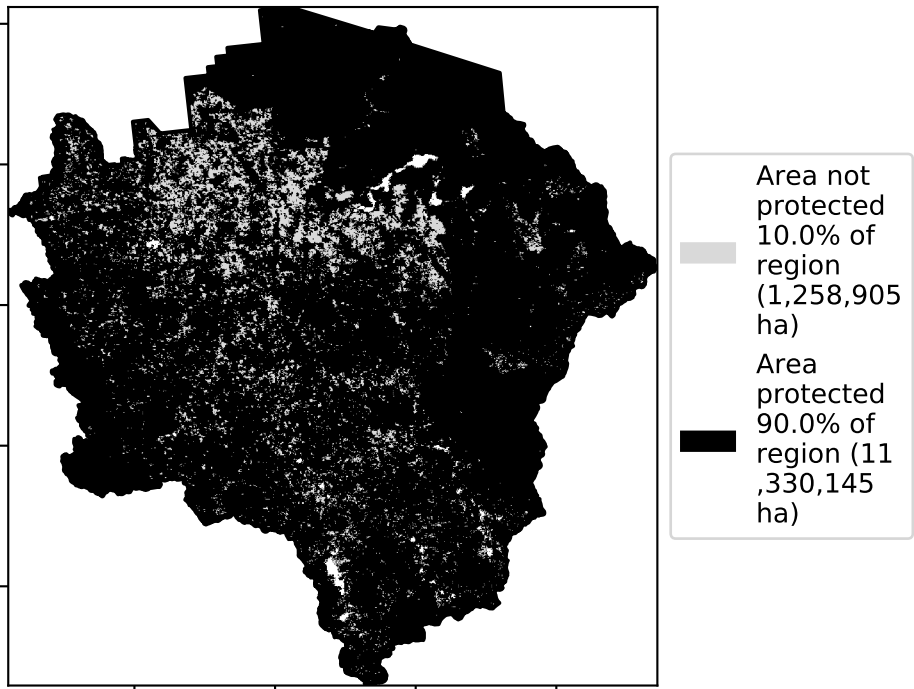 Area not
protected
10.0% of
region
(1,258,905
ha)
Area
protected
90.0% of
region (11
,330,145
ha)